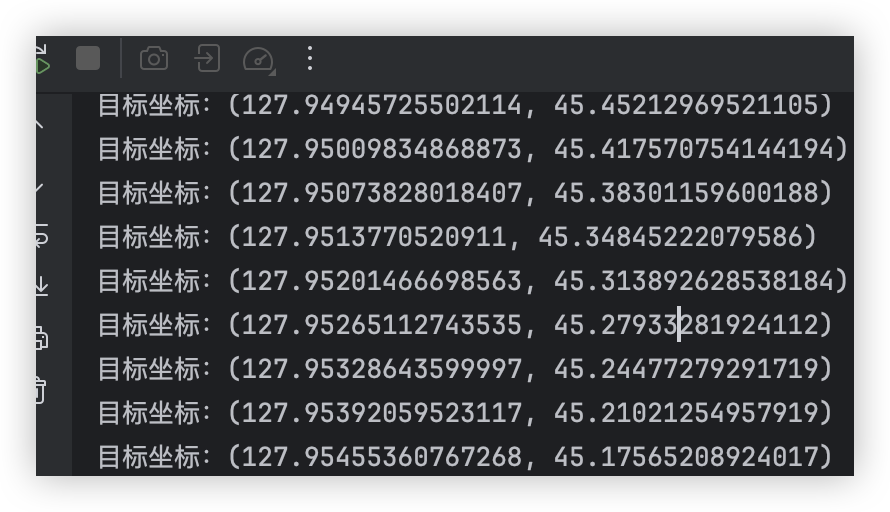 目标坐标：(127.94945725502114, 45.45212969521105)
目标坐标：(127.95009834868873, 45.417570754144194)
目标坐标：(127.95073828018407, 45.38301159600188)
目标坐标：(127.9513770520911, 45.34845222079586)
目标坐标：(127.95201466698563, 45.313892628538184)
目标坐标：(127.95265112743535, 45.27933281924112)
目标坐标：(127.95328643599997, 45.24477279291719)
目标坐标：(127.95392059523117, 45.21021254957919)
目标坐标：(127.95455360767268, 45.17565208924017)